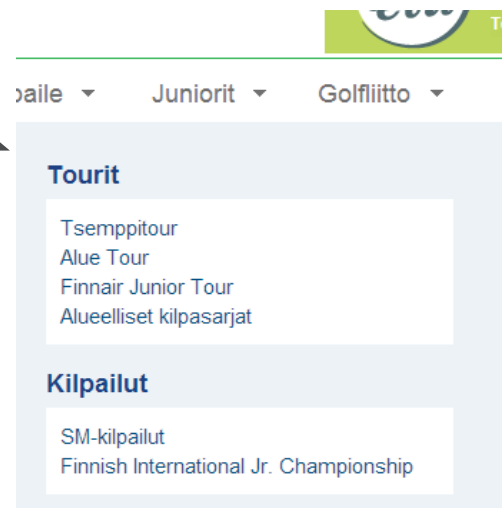 Juniorit
Golfliitto
Tourit
Tsemppitour
Alue Tour
Finnair Junior Tour
Alueelliset kilpasarjat
Kilpailut
SM-kilpailut
Finnish International Jr. Championship